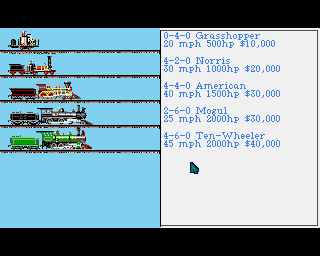 0-4-0 Grasshopper
20 mph 500hp $10,000
4-2-0 Norris
30 mph 1000hp $20,000
4-4-0 American
40 mph 1500hp $30,000
2-6-0 Mogul
25 mph 2000hp $30,000
4-6-0 Ten-Wheeler
45 mph 2000hp $40,000